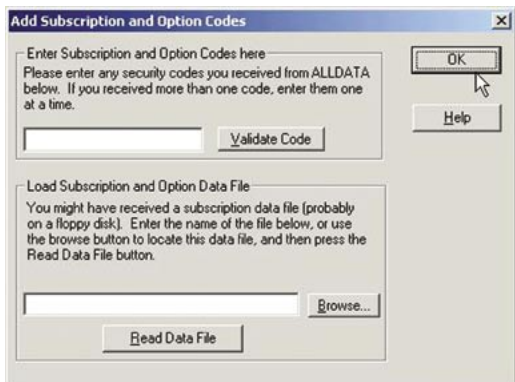 Add Subscription and Option Codes
Enter Subscription and Option Codes here
Please enter any security codes you received from ALLDATA
below. If you received more than one code, enter them one
at a time.
Validate Code
OK
Help
Load Subscription and Option Data File
You might have received a subscription data file (probably
on a floppy disk). Enter the name of the file below, or use
the browse button to locate this data file, and then press the
Read Data File button.
Browse...
Read Data File